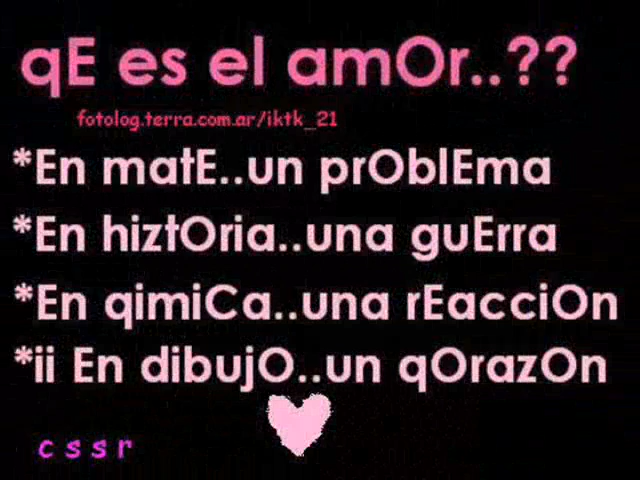 qE es el amOr..??
fotolog.terra.com.ar/iktk_21
*En matE..un prOblEma
*En hiztOria..una guErra
*En qimiCa..una rEacciOn
*ii En dibujO..un qOrazOn
c s s r